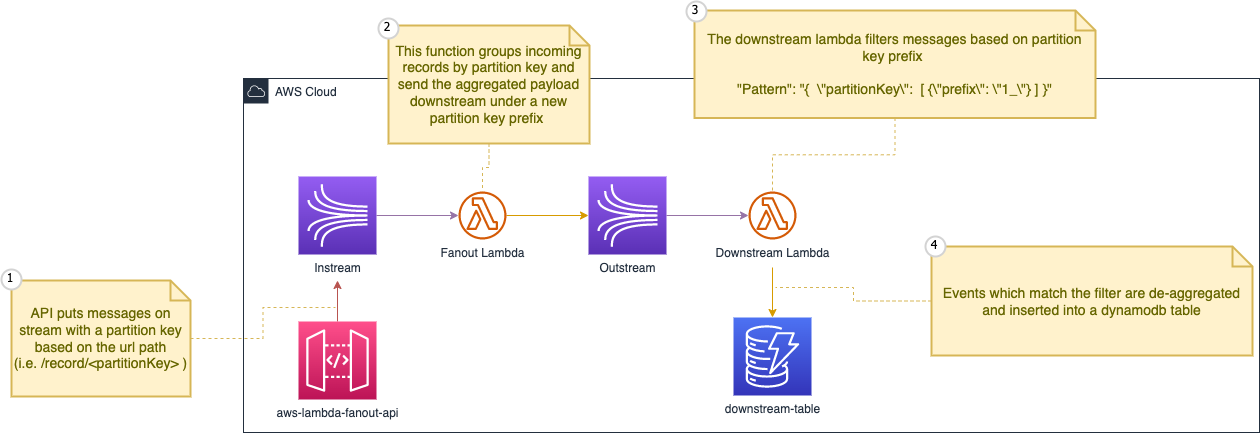 2
This function groups incoming
records by partition key and
send the aggregated payload
downstream under a new
partition key prefix
3
The downstream lambda filters messages based on partition
key prefix
"Pattern": "{  \"partitionKey\":  [ {\"prefix\": \"1_\"} ] }"
AWS Cloud
Instream
Fanout Lambda
Outstream
Downstream Lambda
1
API puts messages on
stream with a partition key
based on the url path
(i.e. /record/<partitionKey> )
4
Events which match the filter are de-aggregated
and inserted into a dynamodb table
</>
aws-lambda-fanout-api
downstream-table